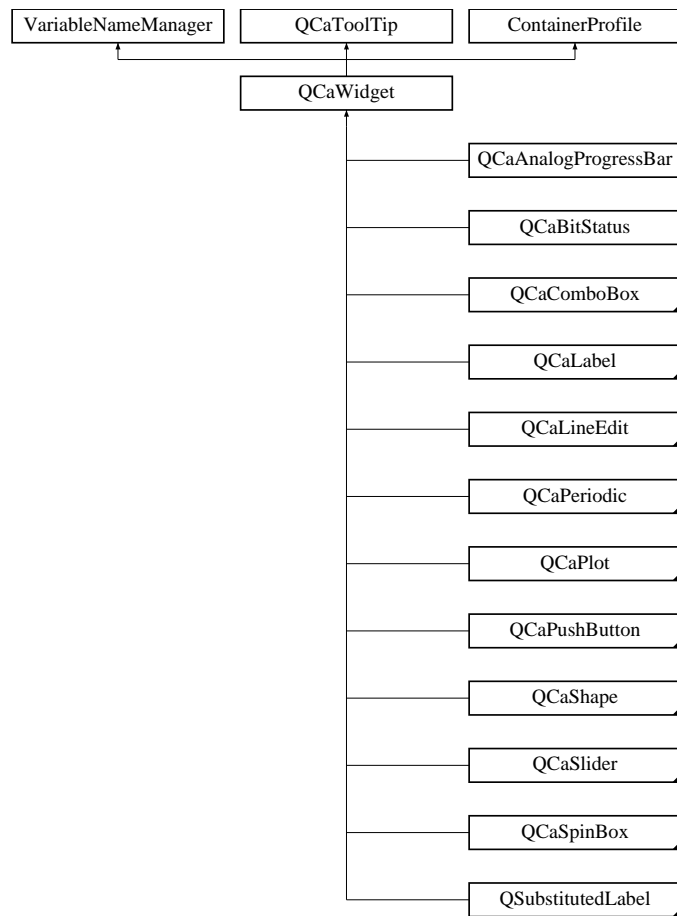 VariableNameManager
QCaToolTip
ContainerProfile
QCaWidget
QCaAnalogProgressBar
QCaBitStatus
QCaComboBox
QCaLabel
QCaLineEdit
QCaPeriodic
QCaPlot
QCaPushButton
QCaShape
QCaSlider
QCaSpinBox
QSubstitutedLabel